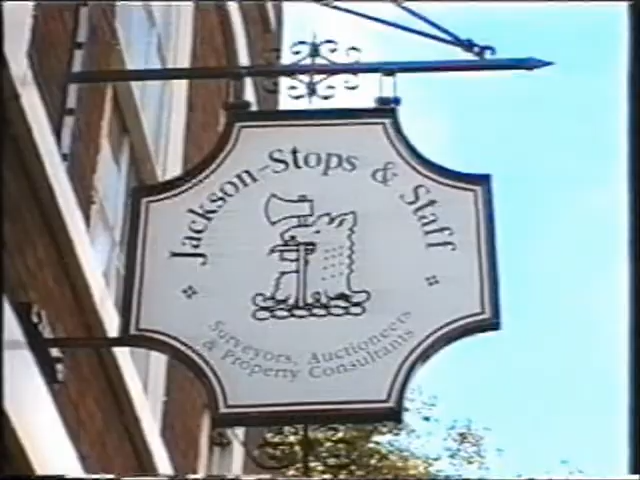 Jackson-Stops & Staff
Surveyors, Auctioneers
& Property Consultants